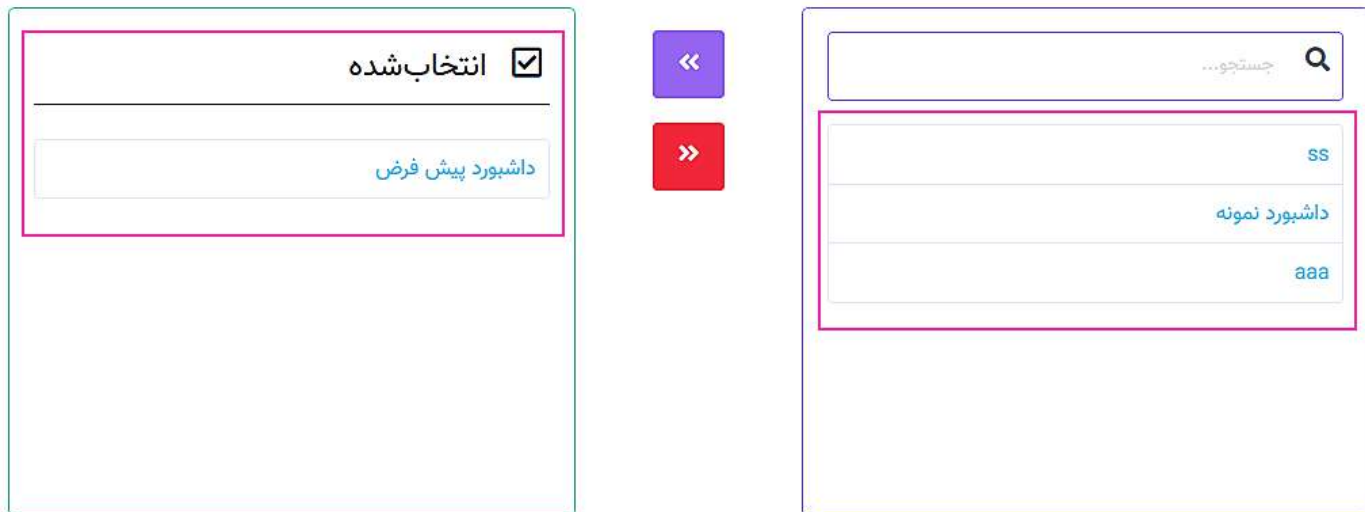 جستجو...
ss
داشبورد نمونه
aaa
انتخاب‌شده
داشبورد پیش فرض